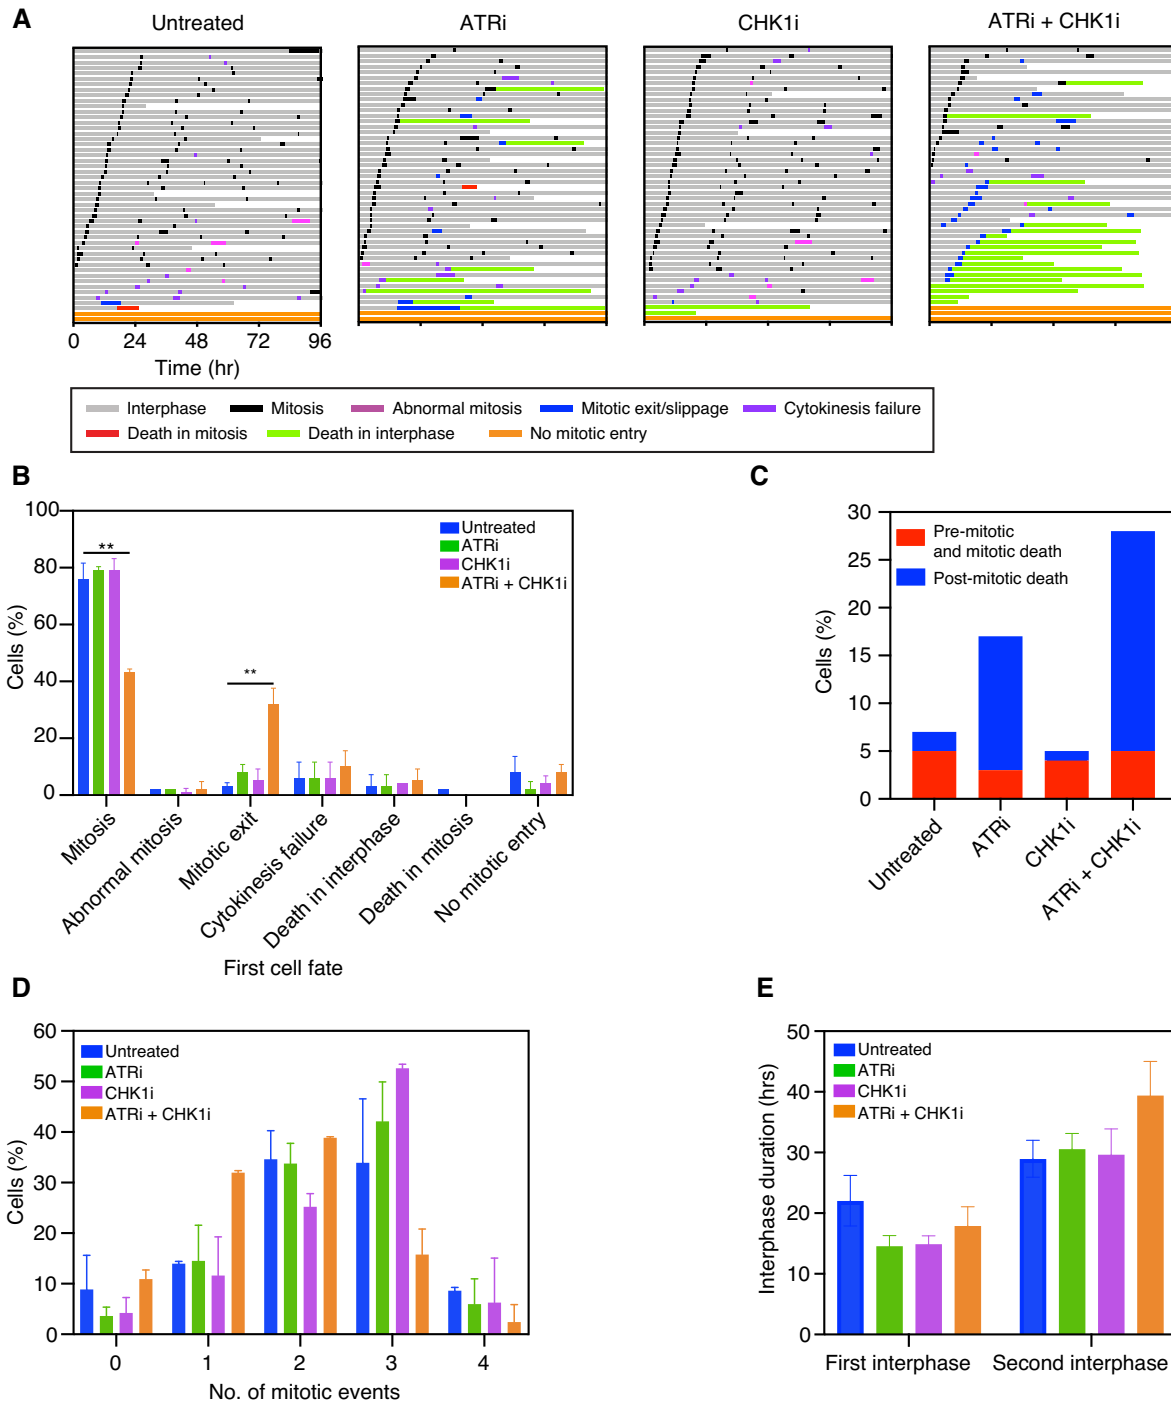 A
Untreated
ATRi
CHK1i
ATRi + CHK1i
0 24 48 72 96
Time (hr)
Interphase Mitosis Abnormal mitosis Mitotic exit/slippage Cytokinesis failure
Death in mitosis Death in interphase No mitotic entry
B
100
80
60
40
20
0
Cells (%)
**
**
Untreated
ATRi
CHK1i
ATRi + CHK1i
Mitosis
Abnormal mitosis
Mitotic exit
Cytokinesis failure
Death in interphase
Death in mitosis
No mitotic entry
First cell fate
C
30
25
20
15
10
5
0
Cells (%)
Pre-mitotic
and mitotic death
Post-mitotic death
Untreated
ATRi
CHK1i
ATRi + CHK1i
D
60
50
40
30
20
10
0
Cells (%)
Untreated
ATRi
CHK1i
ATRi + CHK1i
0 1 2 3 4
No. of mitotic events
E
50
40
30
20
10
0
Interphase duration (hrs)
Untreated
ATRi
CHK1i
ATRi + CHK1i
First interphase Second interphase